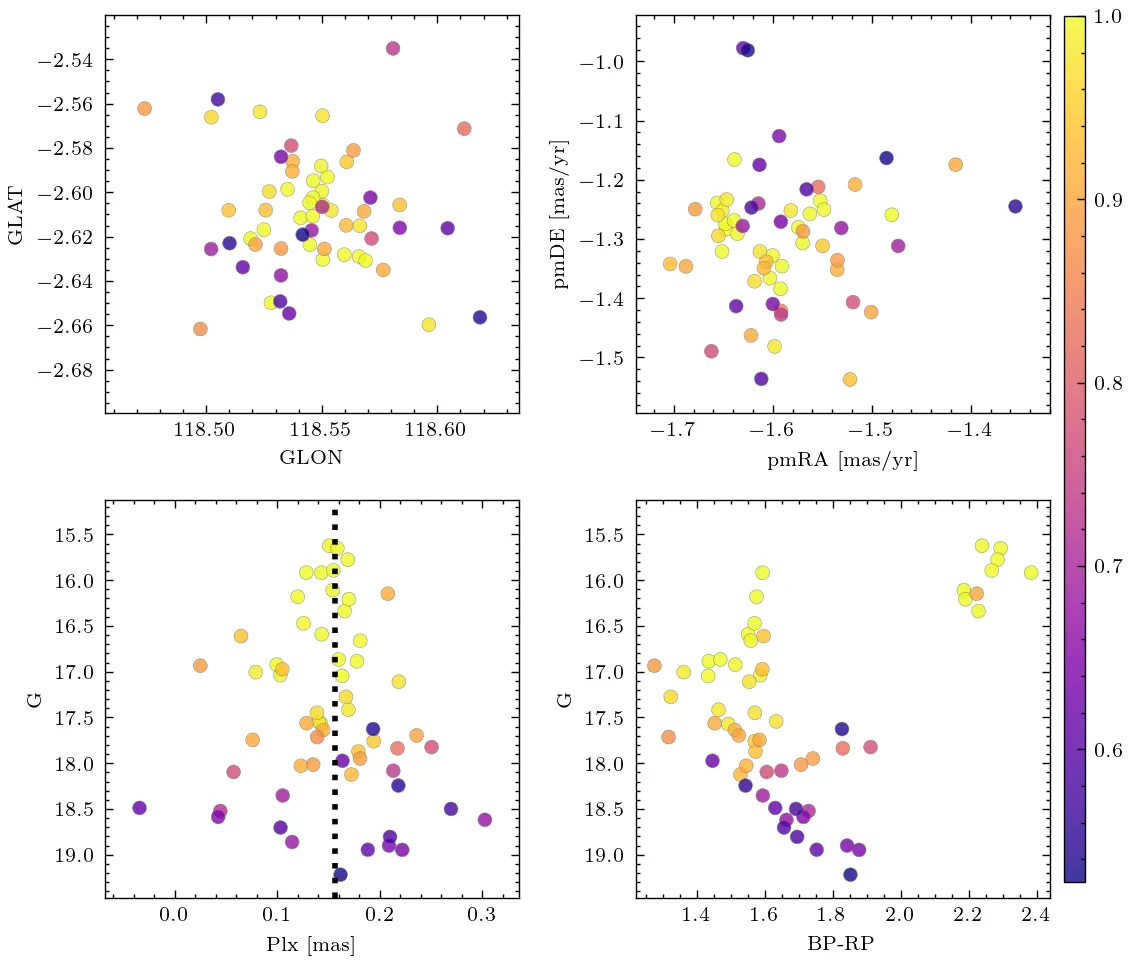 −2.54
−2.56
−2.58
−2.60
−2.62
−2.64
−2.66
−2.68
GLAT
118.50 118.55 118.60
GLON
−1.0
−1.1
−1.2
−1.3
−1.4
−1.5
pmDE [mas/yr]
−1.7 −1.6 −1.5 −1.4
pmRA [mas/yr]
1.0
0.9
0.8
0.7
0.6
15.5
16.0
16.5
17.0
17.5
18.0
18.5
19.0
G
0.0 0.1 0.2 0.3
Plx [mas]
15.5
16.0
16.5
17.0
17.5
18.0
18.5
19.0
G
1.4 1.6 1.8 2.0 2.2 2.4
BP-RP